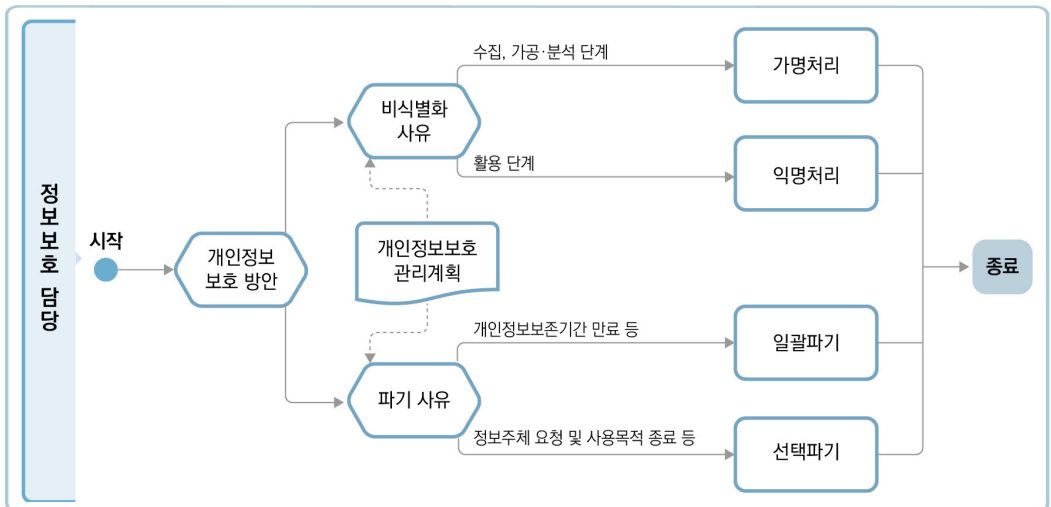 정보보호 담당
시작
개인정보
보호 방안
비식별화
사유
수집, 가공·분석 단계
가명처리
활용 단계
익명처리
개인정보보호
관리계획
파기 사유
개인정보보존기간 만료 등
일괄파기
정보주체 요청 및 사용목적 종료 등
선택파기
종료